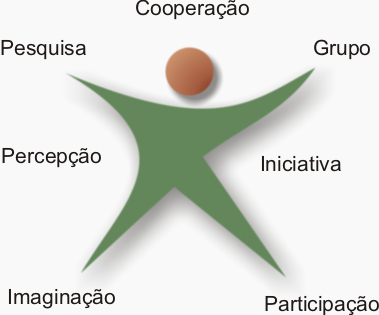 Cooperação
Pesquisa
Grupo
Percepção
Iniciativa
Imaginação
Participação